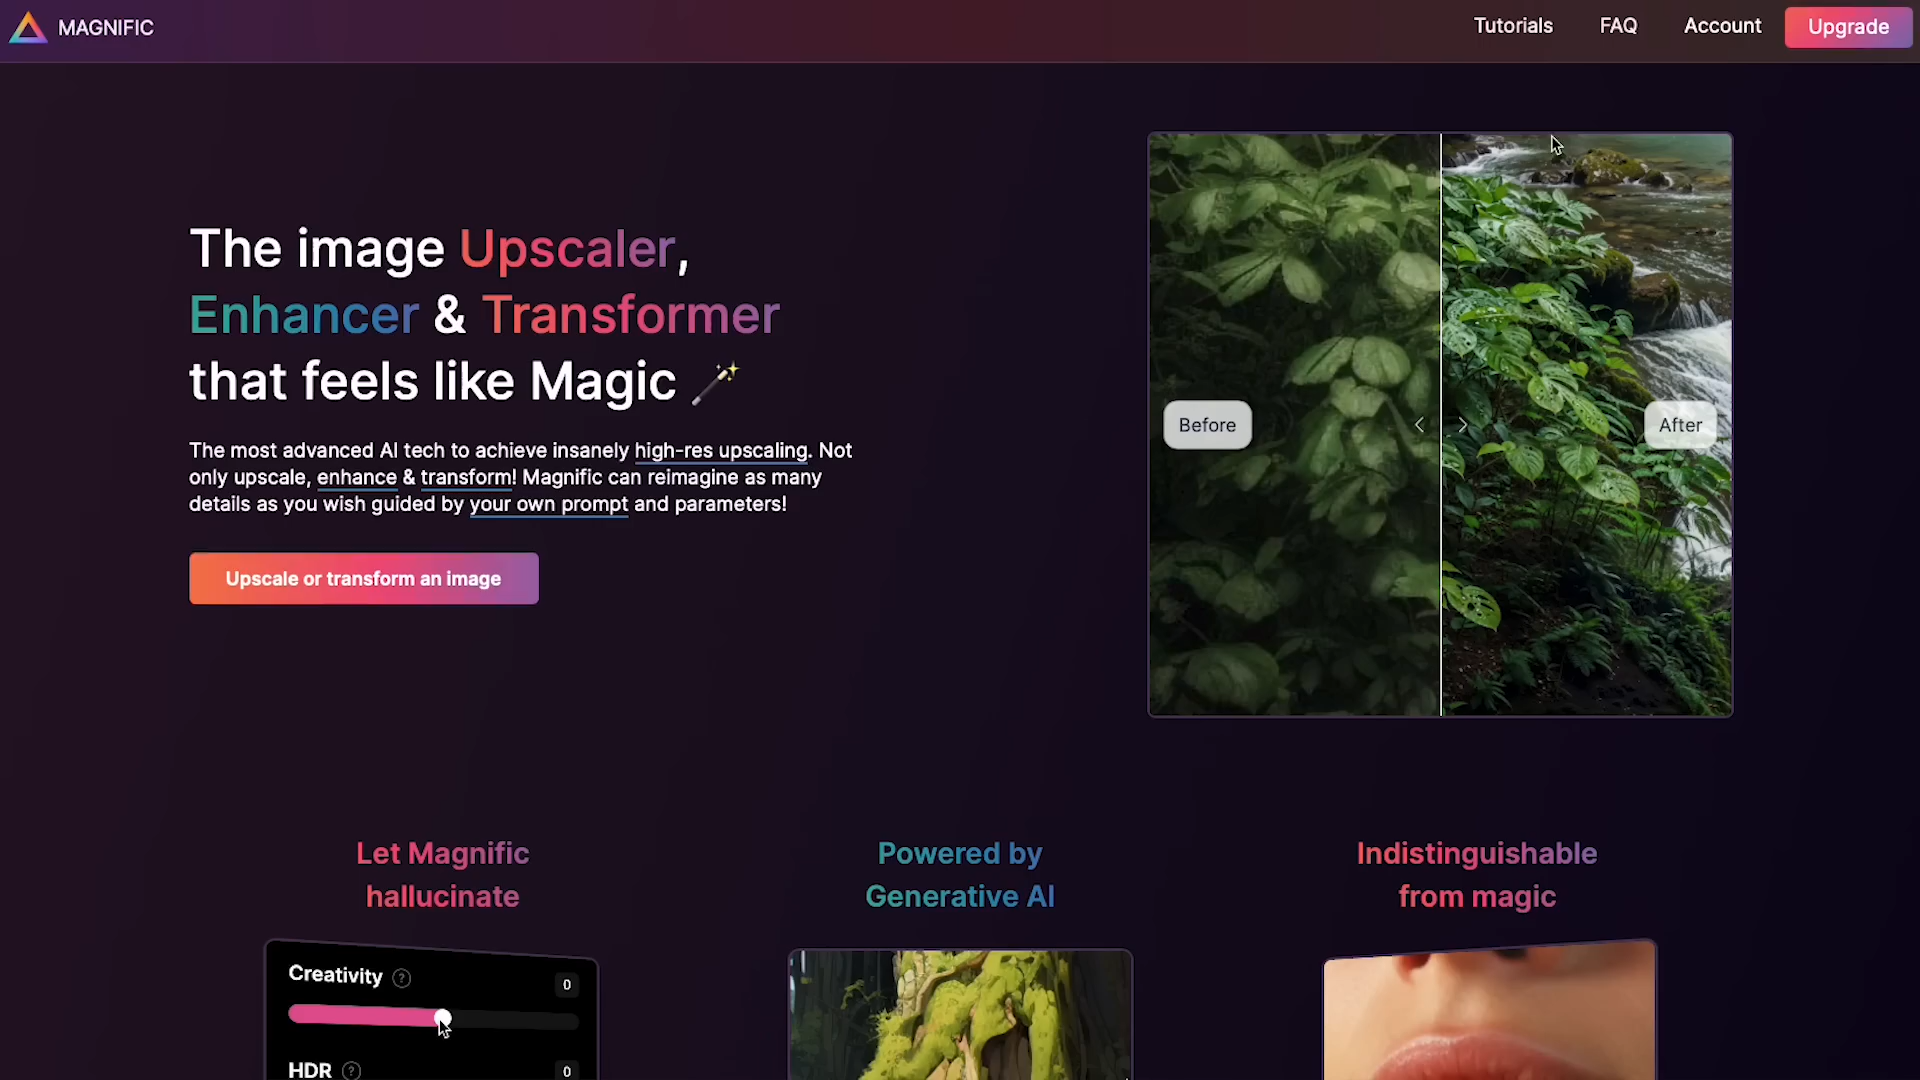 MAGNIFIC
Tutorials
FAQ
Account
Upgrade
The image Upscaler,
Enhancer & Transformer
that feels like Magic 🪄
The most advanced AI tech to achieve insanely high-res upscaling. Not
only upscale, enhance & transform! Magnific can reimagine as many
details as you wish guided by your own prompt and parameters!
Upscale or transform an image
Before
< >
After
Let Magnific
hallucinate
Powered by
Generative AI
Indistinguishable
from magic
Creativity ? 0
HDR ? 0